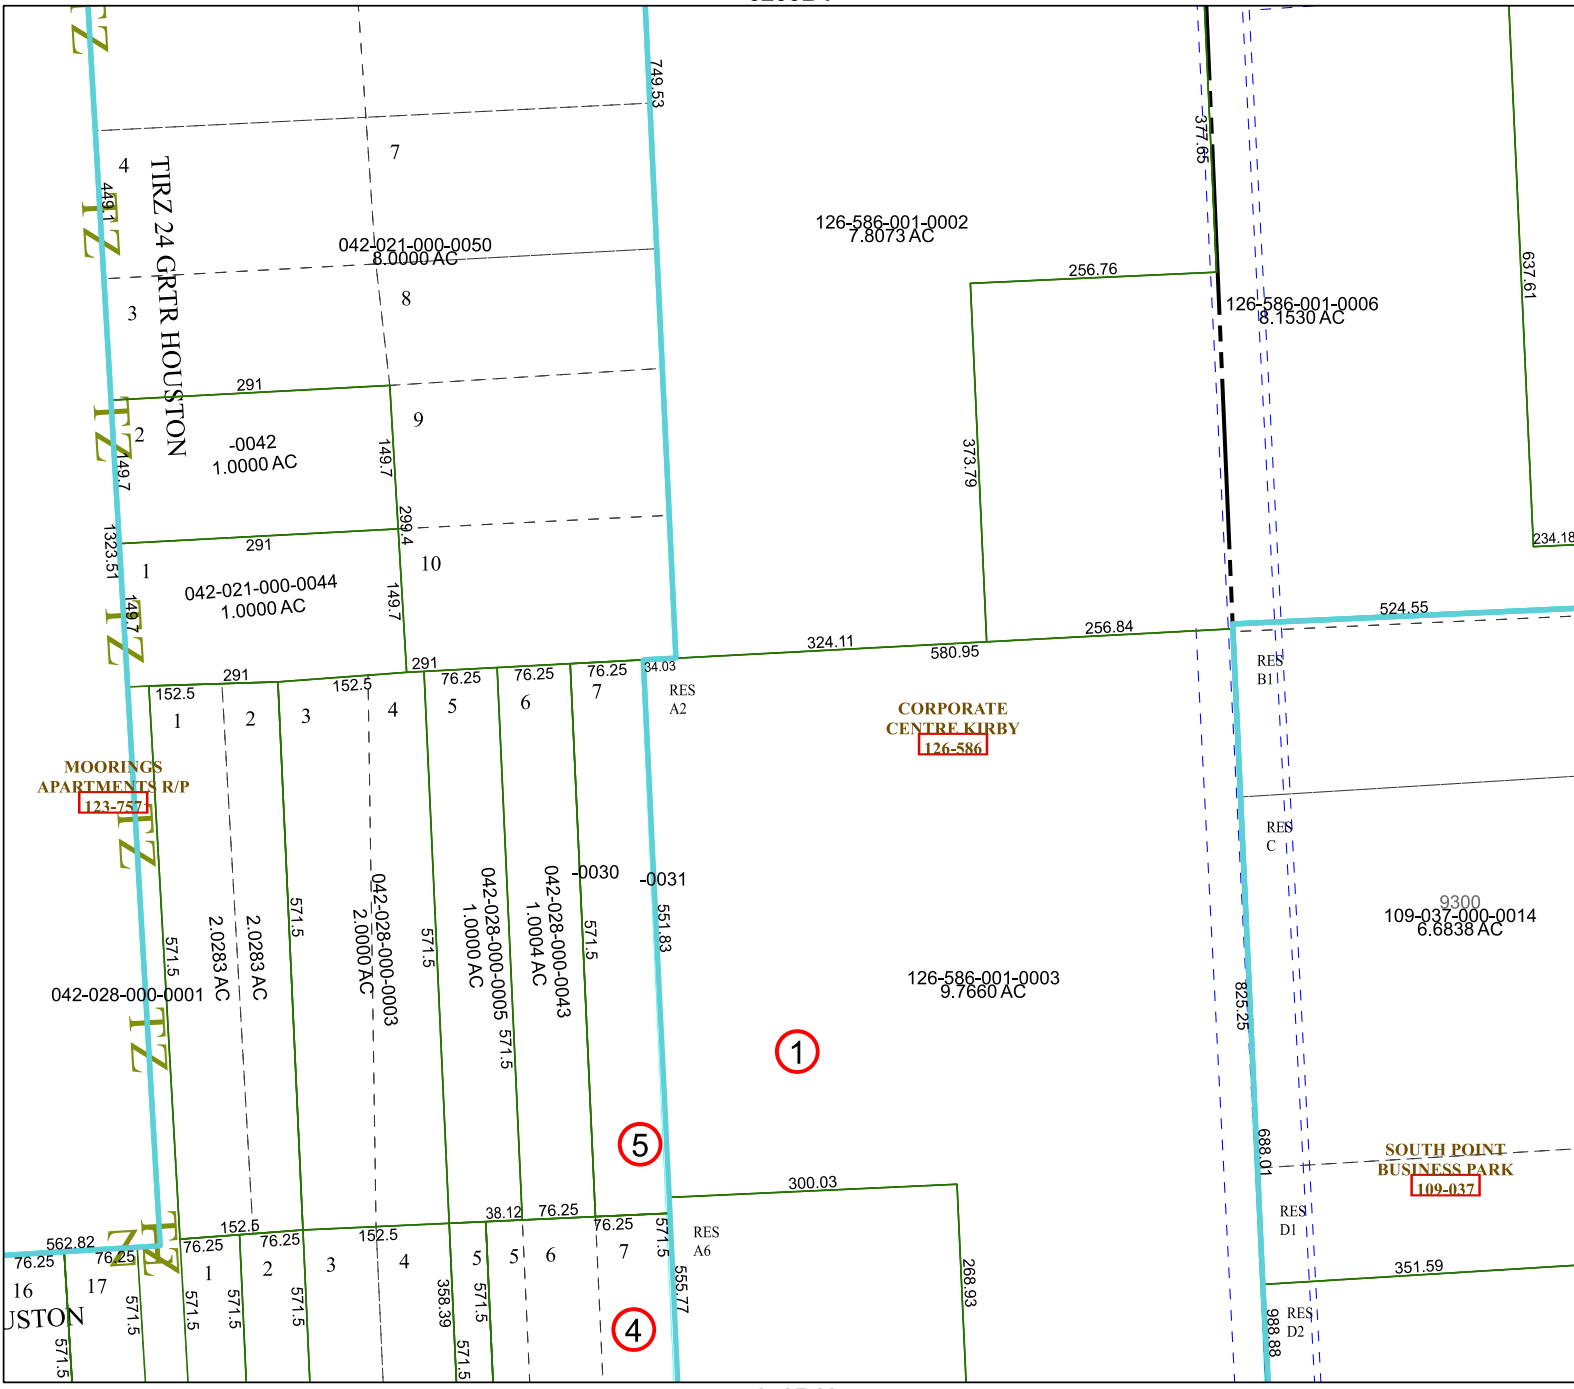 749.53
377.65
637.61
4
7
449.1
TZ
TZ
TZ
TZ
TZ
TZ
TIRZ 24 GRTR HOUSTON
042-021-000-0050
8.0000 AC
126-586-001-0002
7.8073 AC
256.76
126-586-001-0006
8.1530 AC
3
8
291
2
9
-0042
1.0000 AC
149.7
149.7
373.79
299.4
1323.51
291
234.18
1
10
042-021-000-0044
1.0000 AC
149.7
149.7
524.55
324.11
256.84
580.95
291
291
34.03
76.25
76.25
76.25
152.5
152.5
1
2
3
4
5
6
7
RES
A2
RES
B1
CORPORATE
CENTRE KIRBY
126-586
MOORINGS
APARTMENTS R/P
123-757
RES
C
-0030
-0031
9300
109-037-000-0014
6.6838 AC
571.5
2.0283 AC
2.0283 AC
571.5
042-028-000-0003
2.0000 AC
571.5
042-028-000-0005
1.0000 AC
571.5
042-028-000-0043
1.0004 AC
571.5
551.83
042-028-000-0001
126-586-001-0003
9.7660 AC
825.25
1
5
688.01
SOUTH POINT
BUSINESS PARK
109-037
300.03
38.12
76.25
76.25
152.5
152.5
562.82
76.25
76.25
76.25
76.25
571.5
RES
A6
RES
D1
16
17
1
2
3
4
5
5
6
7
USTON
351.59
571.5
571.5
571.5
571.5
571.5
358.39
571.5
571.5
555.77
268.93
988.88
4
RES
D2